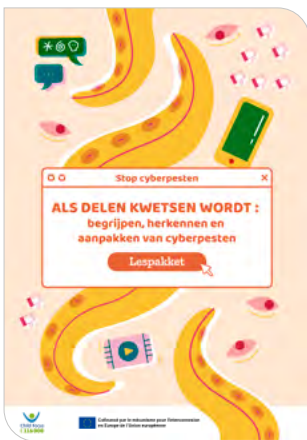 Stop cyberpesten
ALS DELEN KWETSEN WORDT :
begrijpen, herkennen en
aanpakken van cyberpesten
Lespakket
Child Focus
116 000
Cofinancé par le mécanisme pour l'interconnexion
en Europe de l'Union européenne